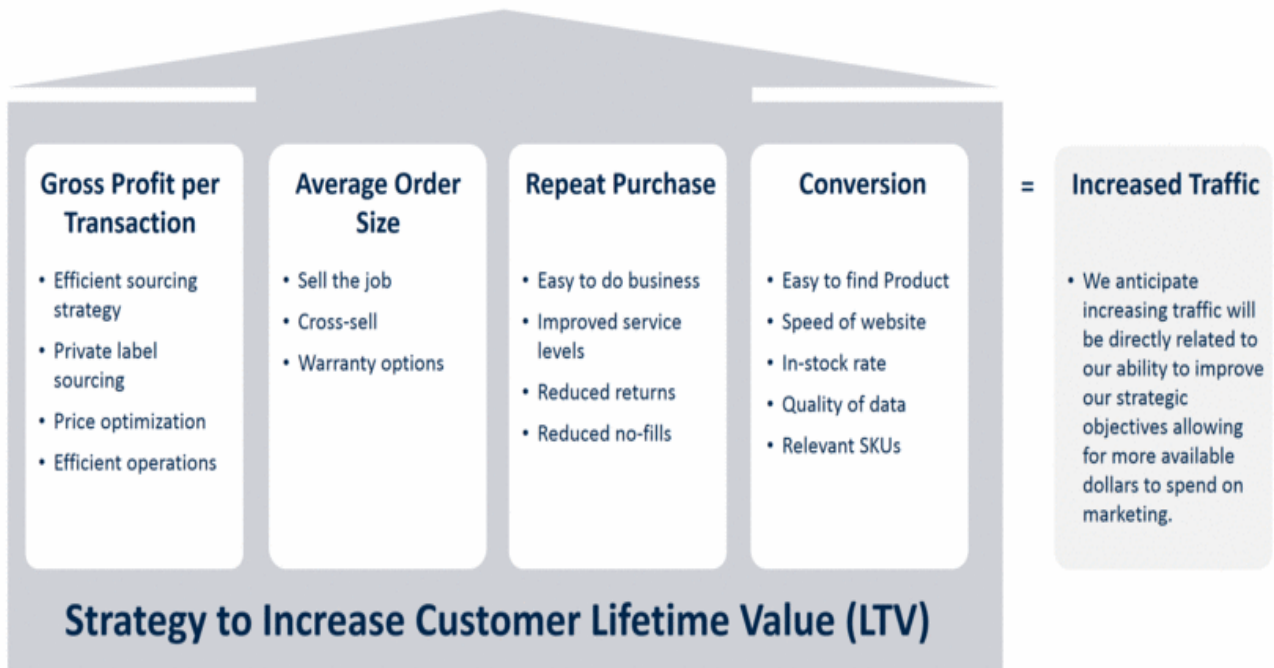 Gross Profit per
Transaction
• Efficient sourcing
strategy
• Private label
sourcing
• Price optimization
• Efficient operations
Average Order
Size
• Sell the job
• Cross-sell
• Warranty options
Repeat Purchase
• Easy to do business
• Improved service
levels
• Reduced returns
• Reduced no-fills
Conversion
• Easy to find Product
• Speed of website
• In-stock rate
• Quality of data
• Relevant SKUs
=
Increased Traffic
• We anticipate
increasing traffic will
be directly related to
our ability to improve
our strategic
objectives allowing
for more available
dollars to spend on
marketing.
Strategy to Increase Customer Lifetime Value (LTV)